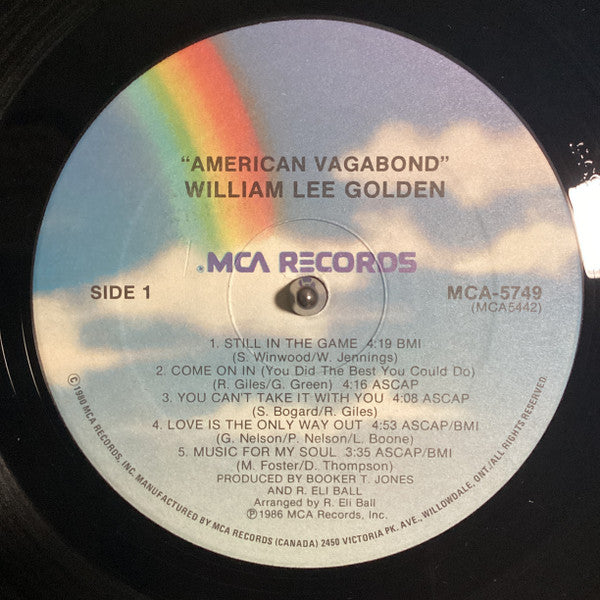 "AMERICAN VAGABOND"
WILLIAM LEE GOLDEN
MCA RECORDS
SIDE 1
MCA-5749
(MCA5442)
1. STILL IN THE GAME 4:19 BMI
(S. Winwood/W. Jennings)
2. COME ON IN (You Did The Best You Could Do)
(R. Giles/G. Green) 4:16 ASCAP
3. YOU CAN'T TAKE IT WITH YOU 4:08 ASCAP
(S. Bogard/R. Giles)
4. LOVE IS THE ONLY WAY OUT 4:53 ASCAP/BMI
(G. Nelson/P. Nelson/L. Boone)
5. MUSIC FOR MY SOUL 3:35 ASCAP/BMI
(M. Foster/D. Thompson)
PRODUCED BY BOOKER T. JONES
AND R. ELI BALL
Arranged by R. Eli Ball
℗1986 MCA Records, Inc.
©1980 MCA RECORDS, INC. MANUFACTURED BY MCA RECORDS (CANADA) 2450 VICTORIA PK. AVE., WILLOWDALE, ONT./ALL RIGHTS RESERVED.